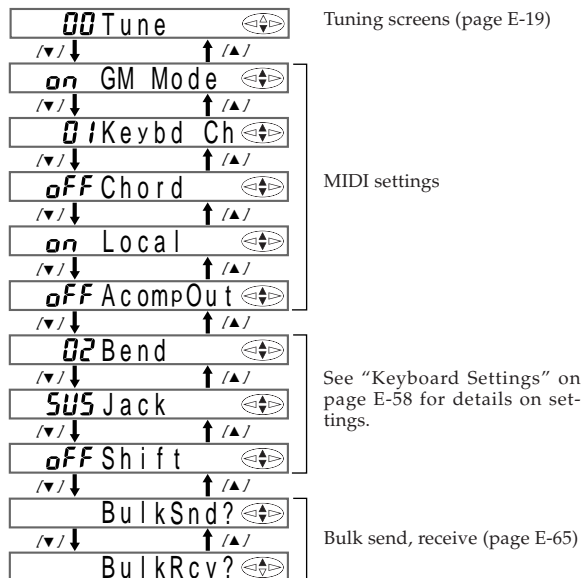 00 Tune Tuning screens (page E-19)
[▼] [▲]
on GM Mode
[▼] [▲]
01 Keybd Ch
[▼] [▲]
oFF Chord MIDI settings
[▼] [▲]
on Local
[▼] [▲]
oFF AcompOut
[▼] [▲]
02 Bend
[▼] [▲]
SUS Jack
See “Keyboard Settings” on
page E-58 for details on set-
tings.
[▼] [▲]
oFF Shift
[▼] [▲]
BulkSnd?
[▼] [▲]
Bulk send, receive (page E-65)
BulkRcv?